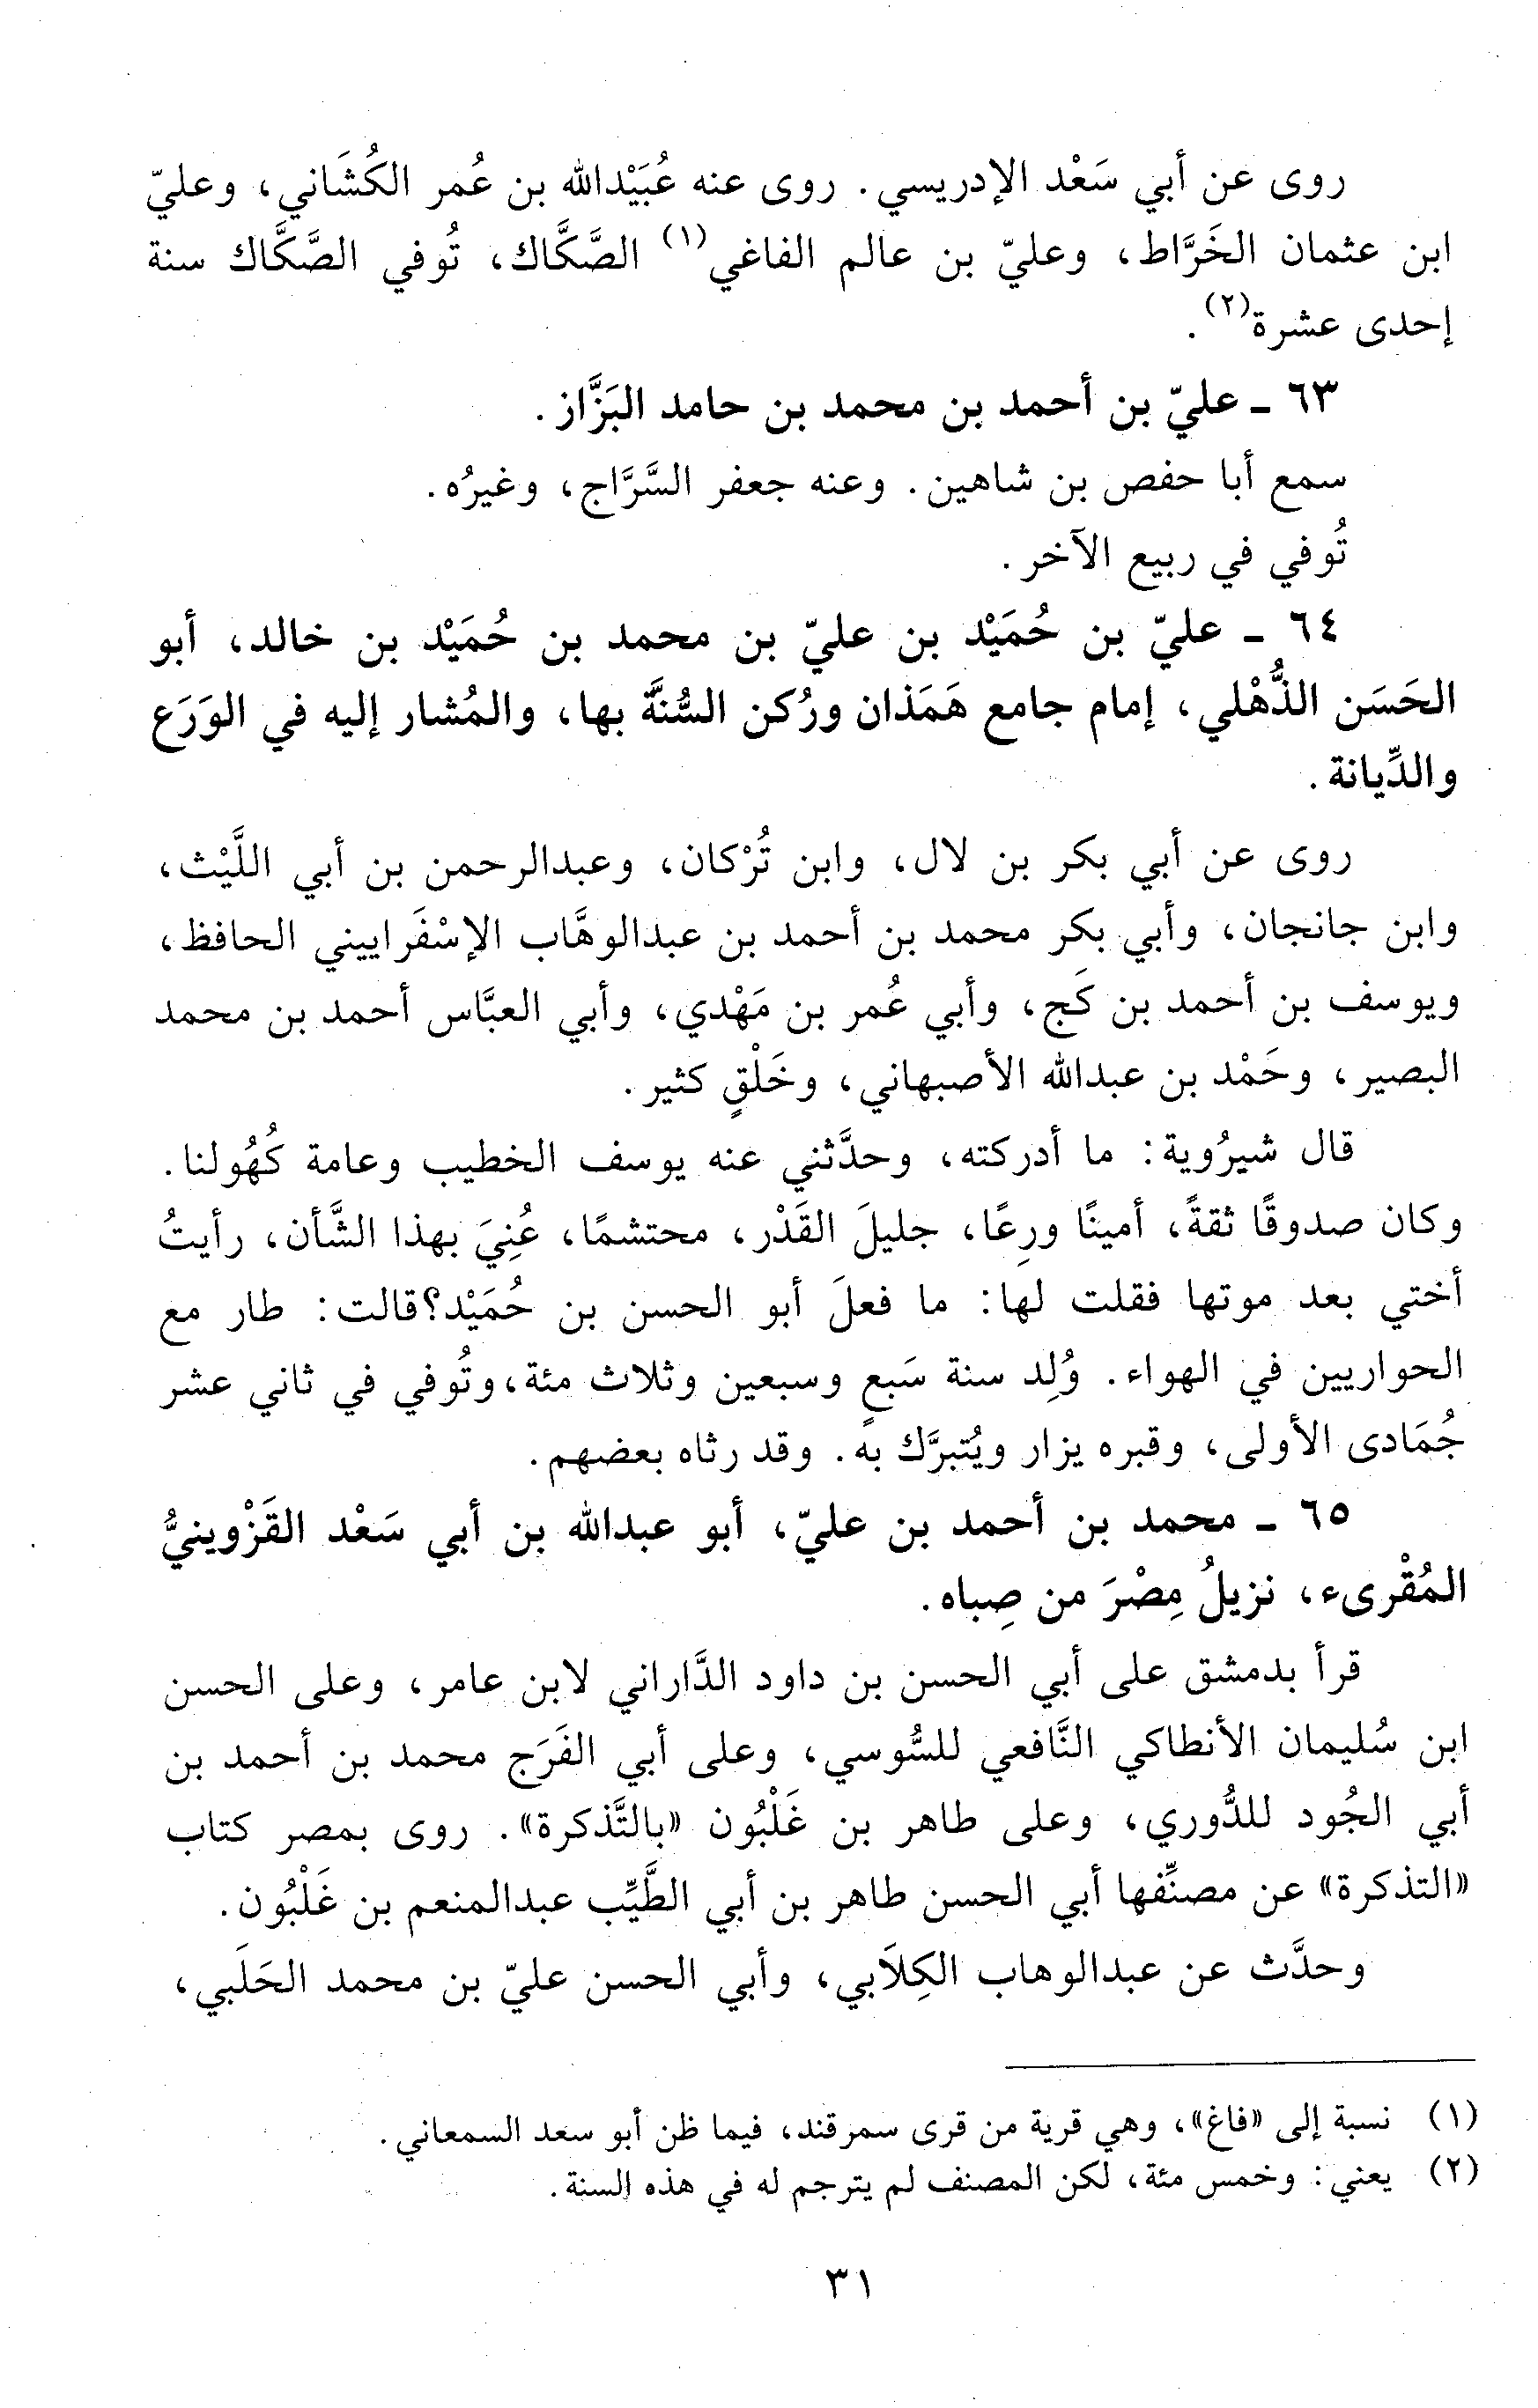 روى عن أبي سَعْد الإدريسي. روى عنه عُبَيْدالله بن عُمر الكُشَاني، وعليّ
ابن عثمان الخَرَّاط، وعليّ بن عالم الفاغي(١) الصَّكَّاك، تُوفي الصَّكَّاك سنة
إحدى عشرة(٢).
٦٣ ـ عليّ بن أحمد بن محمد بن حامد البَزَّاز.
سمع أبا حفص بن شاهين. وعنه جعفر السَّرَّاج، وغيرُه.
تُوفي في ربيع الآخر.
٦٤ ـ عليّ بن حُمَيْد بن عليّ بن محمد بن حُمَيْد بن خالد، أبو
الحَسَن الذُّهْلي، إمام جامع هَمَذان ورُكن السُّنَّة بها، والمُشار إليه في الوَرَع
والدِّيانة.
روى عن أبي بكر بن لال، وابن تُرْكان، وعبدالرحمن بن أبي اللَّيْث،
وابن جانجان، وأبي بكر محمد بن أحمد بن عبدالوهَّاب الإسْفَراييني الحافظ،
ويوسف بن أحمد بن كَج، وأبي عُمر بن مَهْدي، وأبي العبَّاس أحمد بن محمد
البصير، وحَمْد بن عبدالله الأصبهاني، وخَلْقٍ كثير.
قال شيرُوية: ما أدركته، وحدَّثني عنه يوسف الخطيب وعامة كُهُولنا.
وكان صدوقًا ثقةً، أمينًا ورِعًا، جليلَ القَدْر، محتشمًا، عُنِيَ بهذا الشَّأن، رأيتُ
أختي بعد موتها فقلت لها: ما فعلَ أبو الحسن بن حُمَيْد؟قالت: طار مع
الحواريين في الهواء. وُلِد سنة سَبعٍ وسبعين وثلاث مئة،وتُوفي في ثاني عشر
جُمَادى الأولى، وقبره يزار ويُتبرَّك به. وقد رثاه بعضهم.
٦٥ ـ محمد بن أحمد بن عليّ، أبو عبدالله بن أبي سَعْد القَزْوينيُّ
المُقْرىء، نزيلُ مِصْرَ من صِباه.
قرأ بدمشق على أبي الحسن بن داود الدَّاراني لابن عامر، وعلى الحسن
ابن سُليمان الأنطاكي النَّافعي للسُّوسي، وعلى أبي الفَرَج محمد بن أحمد بن
أبي الجُود للدُّوري، وعلى طاهر بن غَلْبُون «بالتَّذكرة». روى بمصر كتاب
«التذكرة» عن مصنِّفها أبي الحسن طاهر بن أبي الطَّيِّب عبدالمنعم بن غَلْبُون.
وحدَّث عن عبدالوهاب الكِلاَبي، وأبي الحسن عليّ بن محمد الحَلَبي،
(١) نسبة إلى «فاغ»، وهي قرية من قرى سمرقند، فيما ظن أبو سعد السمعاني.
(٢) يعني: وخمس مئة، لكن المصنف لم يترجم له في هذه السنة.
٣١